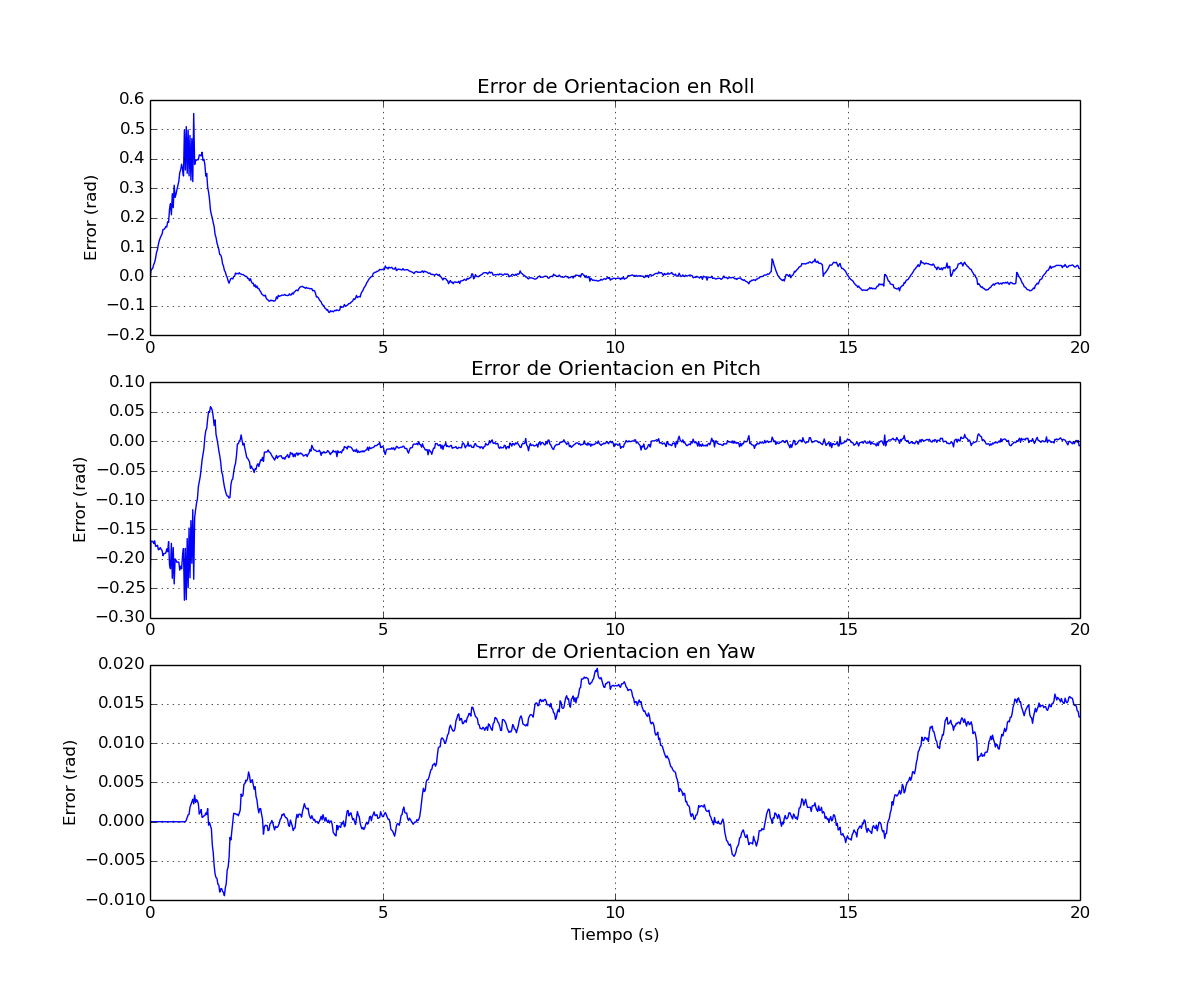 Error de Orientacion en Roll
Error (rad)
0.6
0.5
0.4
0.3
0.2
0.1
0.0
−0.1
−0.2
0 5 10 15 20
Error de Orientacion en Pitch
Error (rad)
0.10
0.05
0.00
−0.05
−0.10
−0.15
−0.20
−0.25
−0.30
0 5 10 15 20
Error de Orientacion en Yaw
Error (rad)
0.020
0.015
0.010
0.005
0.000
−0.005
−0.010
0 5 10 15 20
Tiempo (s)